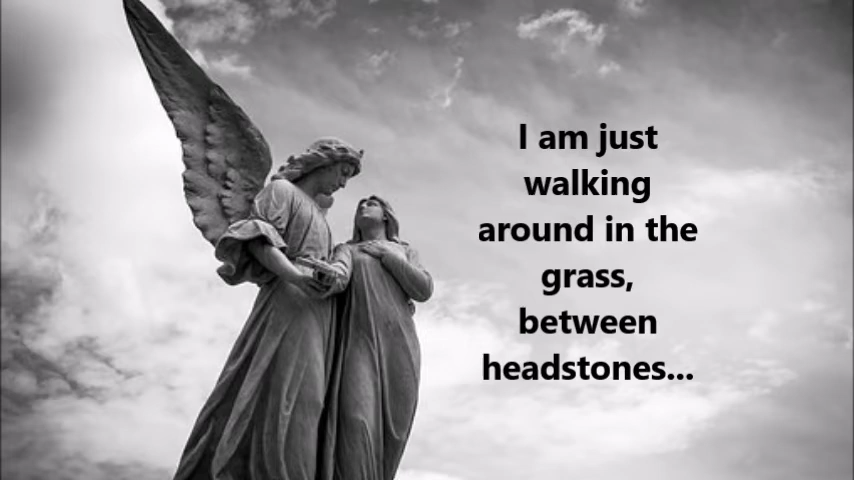 I am just
walking
around in the
grass,
between
headstones...